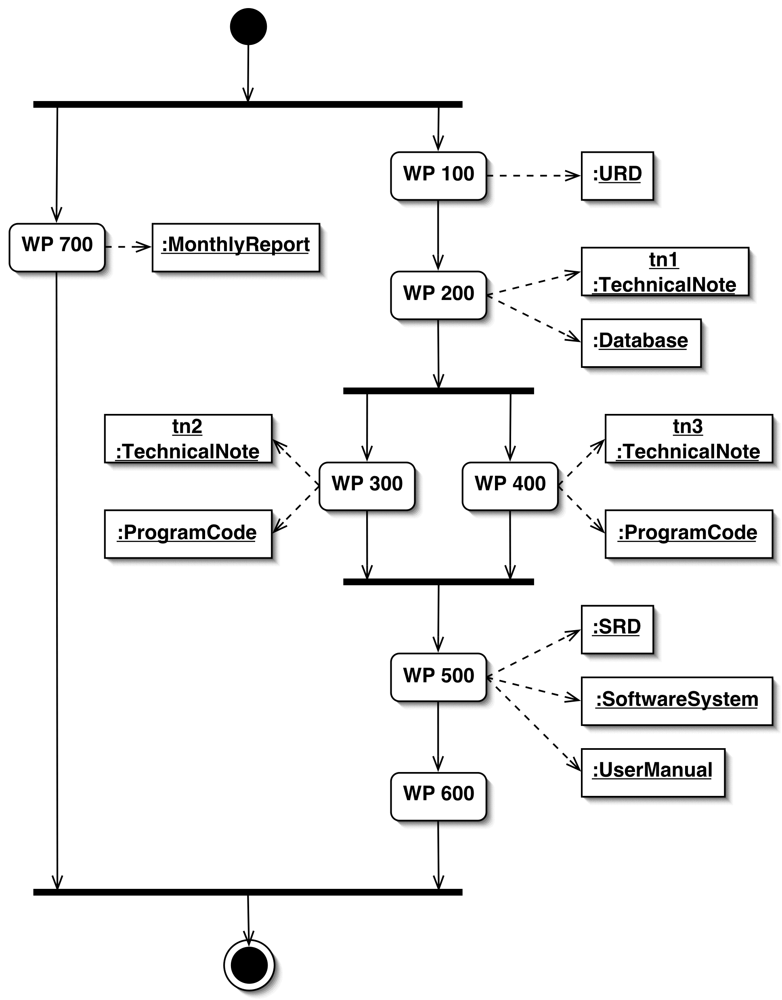 WP 100
:URD
WP 700
:MonthlyReport
tn1
:TechnicalNote
WP 200
:Database
tn2
:TechnicalNote
tn3
:TechnicalNote
WP 300
WP 400
:ProgramCode
:ProgramCode
:SRD
WP 500
:SoftwareSystem
:UserManual
WP 600